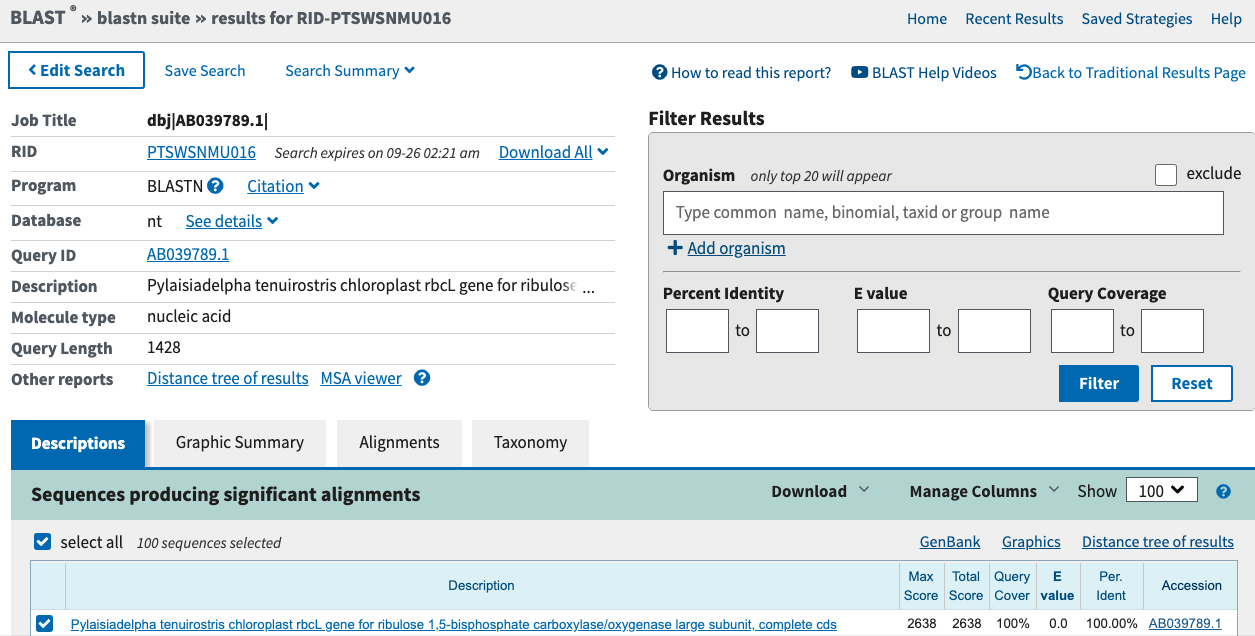 BLAST ® » blastn suite » results for RID-PTSWSNMU016
Home Recent Results Saved Strategies Help
Edit Search Save Search Search Summary
How to read this report? BLAST Help Videos Back to Traditional Results Page
Job Title dbj|AB039789.1|
RID PTSWSNMU016 Search expires on 09-26 02:21 am Download All
Program BLASTN Citation
Database nt See details
Query ID AB039789.1
Description Pylaisiadelpha tenuirostris chloroplast rbcL gene for ribulose ...
Molecule type nucleic acid
Query Length 1428
Other reports Distance tree of results MSA viewer
Filter Results
Organism only top 20 will appear exclude
Type common name, binomial, taxid or group name
+ Add organism
Percent Identity E value Query Coverage
to to to
Filter Reset
Descriptions Graphic Summary Alignments Taxonomy
Sequences producing significant alignments Download Manage Columns Show 100
select all 100 sequences selected GenBank Graphics Distance tree of results
Description Max Score Total Score Query Cover E value Per. Ident Accession
Pylaisiadelpha tenuirostris chloroplast rbcL gene for ribulose 1,5-bisphosphate carboxylase/oxygenase large subunit, complete cds 2638 2638 100% 0.0 100.00% AB039789.1